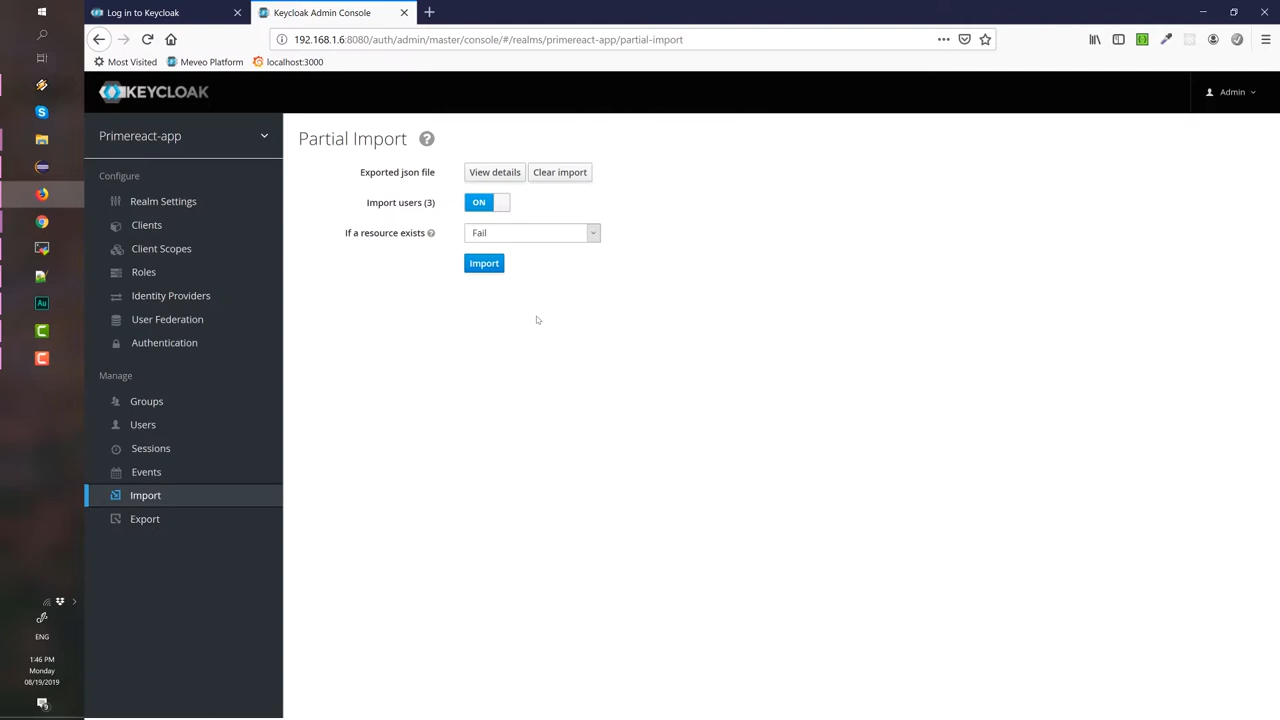 Log in to Keycloak
Keycloak Admin Console
192.168.1.6:8080/auth/admin/master/console/#/realms/primereact-app/partial-import
Most Visited
Meveo Platform
localhost:3000
KEYCLOAK
Admin
Primereact-app
Configure
Realm Settings
Clients
Client Scopes
Roles
Identity Providers
User Federation
Authentication
Manage
Groups
Users
Sessions
Events
Import
Export
Partial Import ?
Exported json file
View details
Clear import
Import users (3)
ON
If a resource exists ?
Fail
Import
Au
ENG
1:46 PM
Monday
08/19/2019